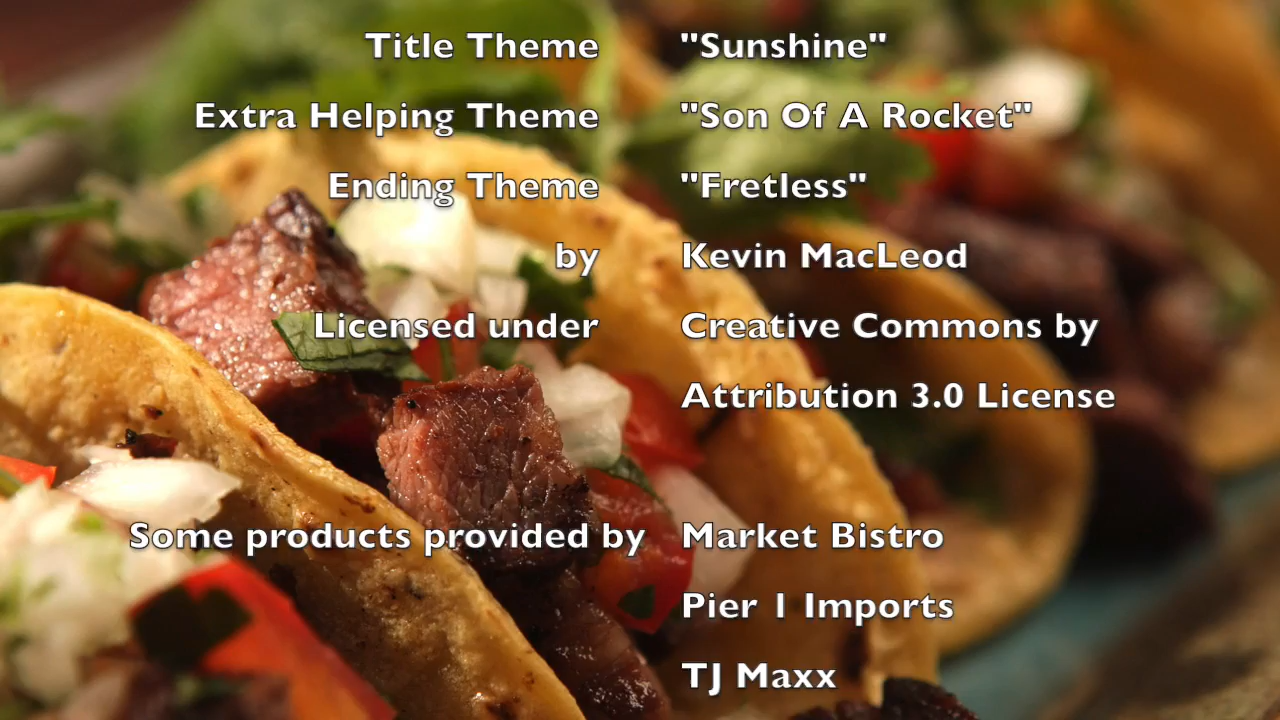 Title Theme "Sunshine"
Extra Helping Theme "Son Of A Rocket"
Ending Theme "Fretless"
by Kevin MacLeod
Licensed under Creative Commons by
Attribution 3.0 License
Some products provided by Market Bistro
Pier 1 Imports
TJ Maxx